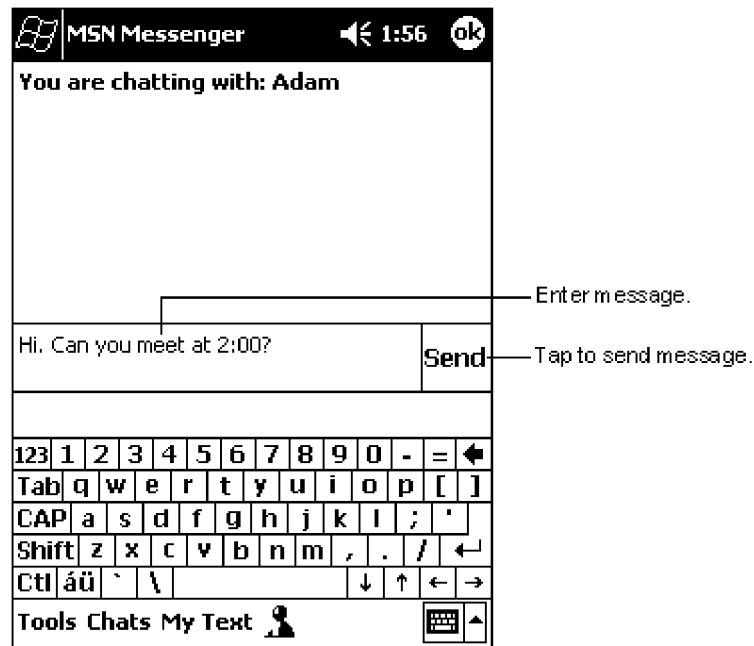 MSN Messenger 1:56 ok
You are chatting with: Adam
Enter message.
Hi. Can you meet at 2:00?
Send
Tap to send message.
123 1 2 3 4 5 6 7 8 9 0 - =
Tab q w e r t y u i o p [ ]
CAP a s d f g h j k l ; '
Shift z x c v b n m , . /
Ctl áü ` \
Tools Chats My Text